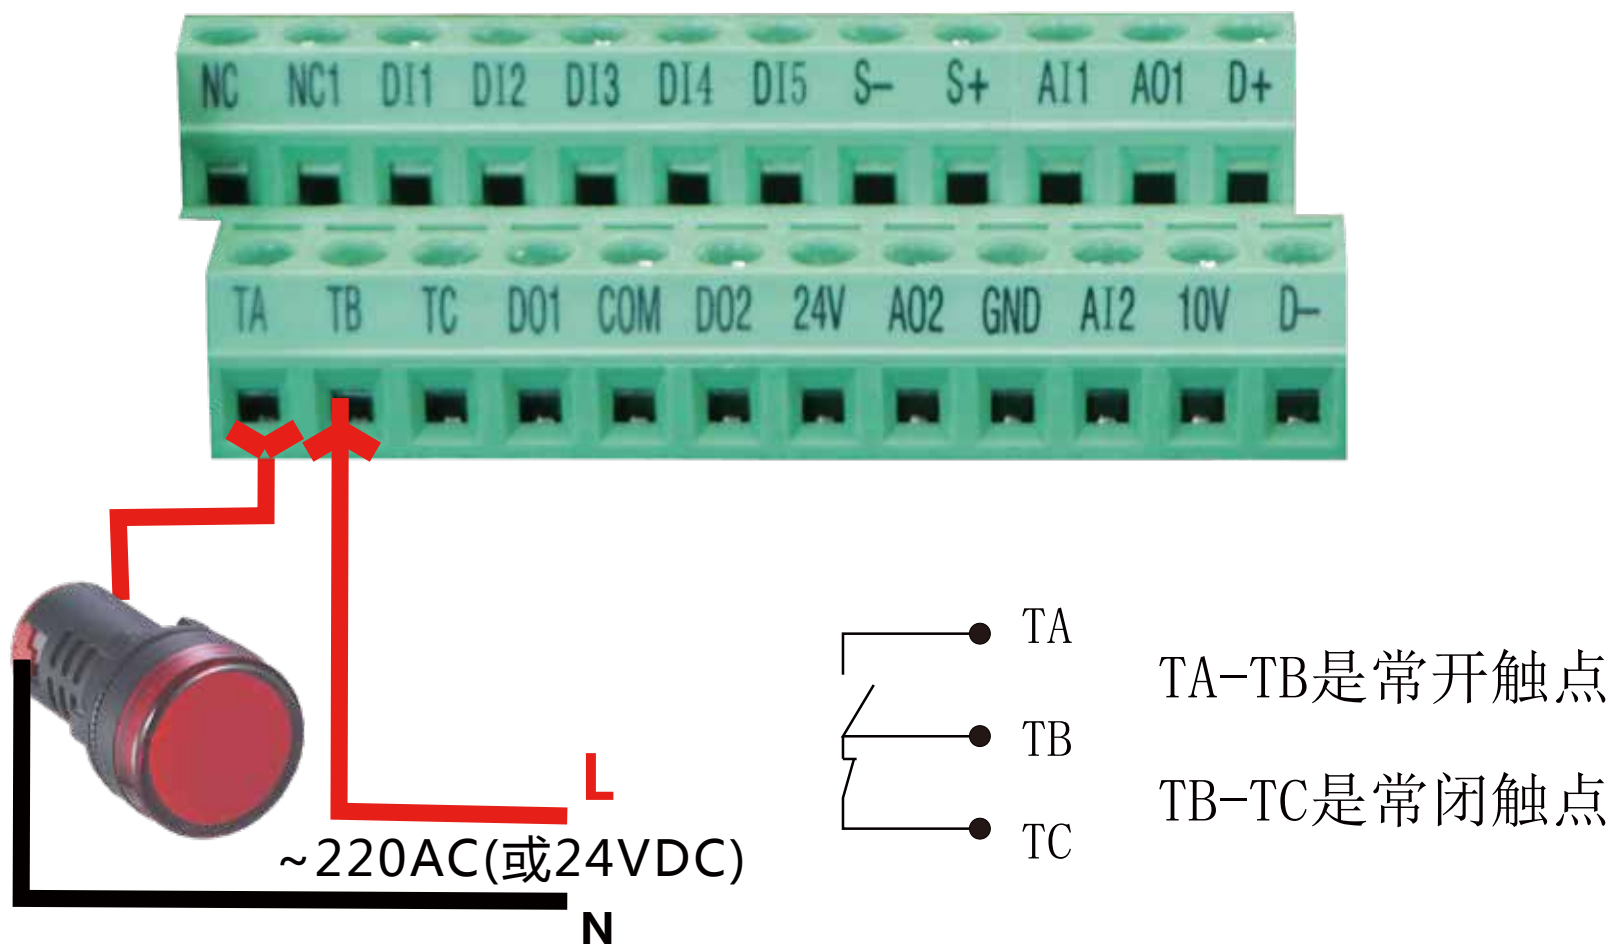 NC NC1 DI1 DI2 DI3 DI4 DI5 S- S+ AI1 AO1 D+
TA TB TC DO1 COM DO2 24V AO2 GND AI2 10V D-
TA
TA-TB是常开触点
TB
TB-TC是常闭触点
TC
L
~220AC(或24VDC)
N